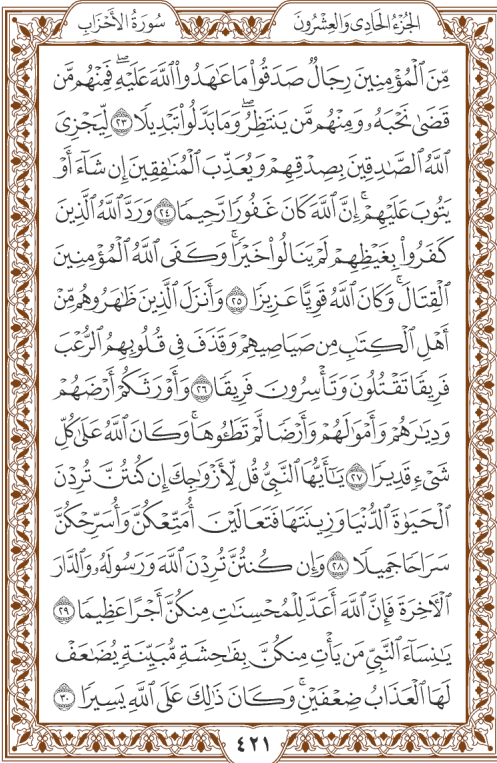 الجُزْءُ الحَادِي وَالعِشْرُونَ
سُورَةُ الأَحْزَابِ
مِّنَ ٱلْمُؤْمِنِينَ رِجَالٌ صَدَقُوا۟ مَا عَـٰهَدُوا۟ ٱللَّهَ عَلَيْهِ ۖ فَمِنْهُم مَّن
قَضَىٰ نَحْبَهُۥ وَمِنْهُم مَّن يَنتَظِرُ ۖ وَمَا بَدَّلُوا۟ تَبْدِيلًا ٢٣ لِّيَجْزِىَ
ٱللَّهُ ٱلصَّـٰدِقِينَ بِصِدْقِهِمْ وَيُعَذِّبَ ٱلْمُنَـٰفِقِينَ إِن شَآءَ أَوْ
يَتُوبَ عَلَيْهِمْ ۚ إِنَّ ٱللَّهَ كَانَ غَفُورًا رَّحِيمًا ٢٤ وَرَدَّ ٱللَّهُ ٱلَّذِينَ
كَفَرُوا۟ بِغَيْظِهِمْ لَمْ يَنَالُوا۟ خَيْرًا ۚ وَكَفَى ٱللَّهُ ٱلْمُؤْمِنِينَ
ٱلْقِتَالَ ۚ وَكَانَ ٱللَّهُ قَوِيًّا عَزِيزًا ٢٥ وَأَنزَلَ ٱلَّذِينَ ظَـٰهَرُوهُم مِّنْ
أَهْلِ ٱلْكِتَـٰبِ مِن صَيَاصِيهِمْ وَقَذَفَ فِى قُلُوبِهِمُ ٱلرُّعْبَ
فَرِيقًا تَقْتُلُونَ وَتَأْسِرُونَ فَرِيقًا ٢٦ وَأَوْرَثَكُمْ أَرْضَهُمْ
وَدِيَـٰرَهُمْ وَأَمْوَٰلَهُمْ وَأَرْضًا لَّمْ تَطَـُٔوهَا ۚ وَكَانَ ٱللَّهُ عَلَىٰ كُلِّ
شَىْءٍ قَدِيرًا ٢٧ يَـٰٓأَيُّهَا ٱلنَّبِىُّ قُل لِّأَزْوَٰجِكَ إِن كُنتُنَّ تُرِدْنَ
ٱلْحَيَوٰةَ ٱلدُّنْيَا وَزِينَتَهَا فَتَعَالَيْنَ أُمَتِّعْكُنَّ وَأُسَرِّحْكُنَّ
سَرَاحًا جَمِيلًا ٢٨ وَإِن كُنتُنَّ تُرِدْنَ ٱللَّهَ وَرَسُولَهُۥ وَٱلدَّارَ
ٱلْـَٔاخِرَةَ فَإِنَّ ٱللَّهَ أَعَدَّ لِلْمُحْسِنَـٰتِ مِنكُنَّ أَجْرًا عَظِيمًا ٢٩
يَـٰنِسَآءَ ٱلنَّبِىِّ مَن يَأْتِ مِنكُنَّ بِفَـٰحِشَةٍ مُّبَيِّنَةٍ يُضَـٰعَفْ
لَهَا ٱلْعَذَابُ ضِعْفَيْنِ ۚ وَكَانَ ذَٰلِكَ عَلَى ٱللَّهِ يَسِيرًا ٣٠
٤٢١